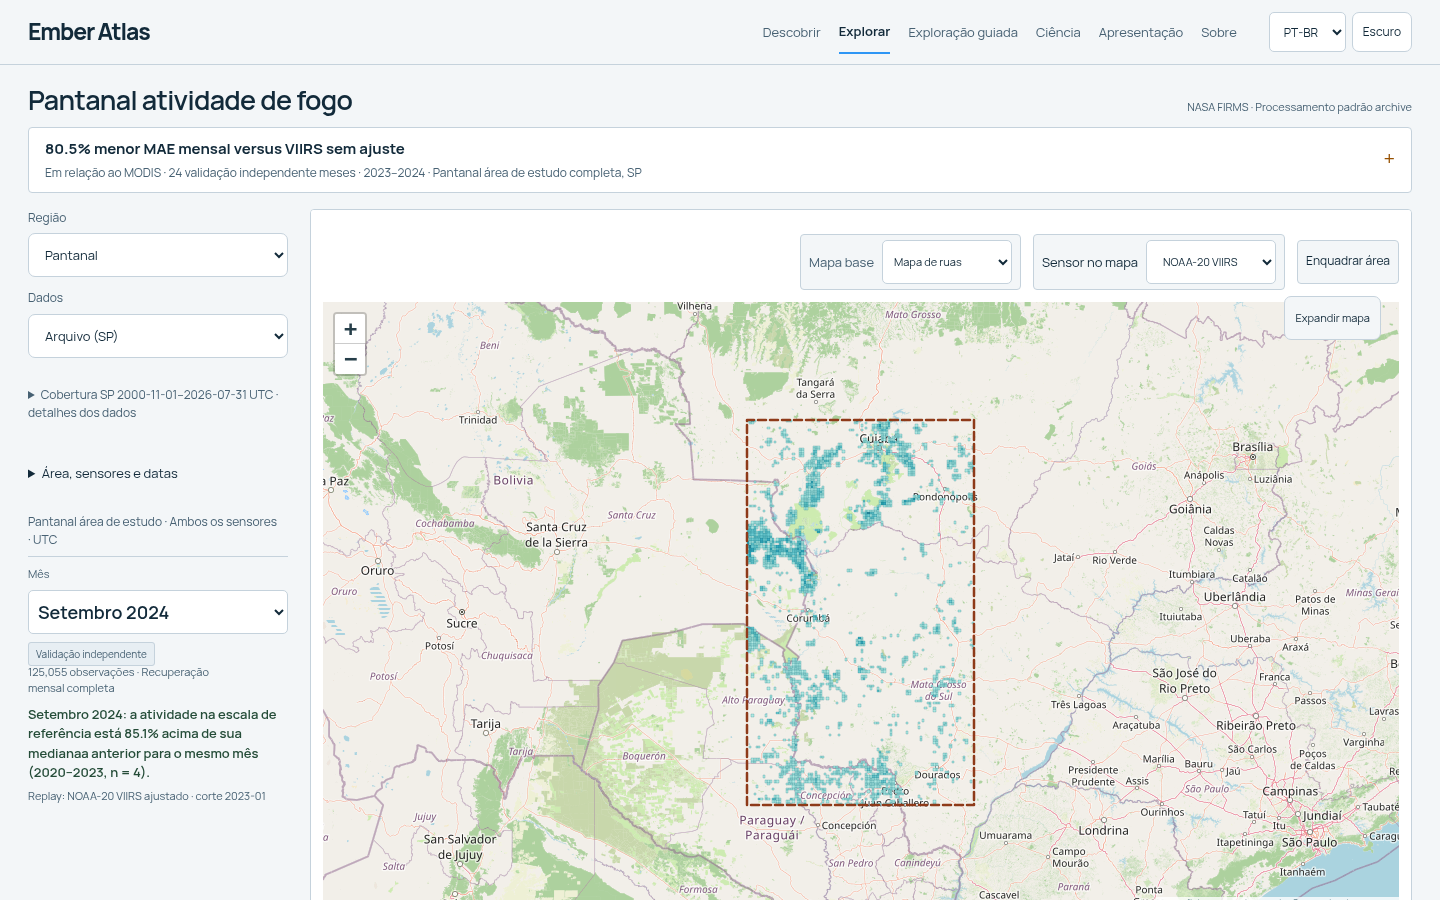 Ember Atlas
Descobrir
Explorar
Exploração guiada
Ciência
Apresentação
Sobre
PT-BR
Escuro
Pantanal atividade de fogo
NASA FIRMS · Processamento padrão archive
80.5% menor MAE mensal versus VIIRS sem ajuste
Em relação ao MODIS · 24 validação independente meses · 2023–2024 · Pantanal área de estudo completa, SP
+
Região
Pantanal
Dados
Arquivo (SP)
Cobertura SP 2000-11-01–2026-07-31 UTC ·
detalhes dos dados
Área, sensores e datas
Pantanal área de estudo · Ambos os sensores
· UTC
Mês
Setembro 2024
Validação independente
125,055 observações · Recuperação
mensal completa
Setembro 2024: a atividade na escala de
referência está 85.1% acima de sua
medianaa anterior para o mesmo mês
(2020–2023, n = 4).
Replay: NOAA-20 VIIRS ajustado · corte 2023-01
Mapa base
Mapa de ruas
Sensor no mapa
NOAA-20 VIIRS
Enquadrar área
Expandir mapa
+
−
Vilhena
Mato Grosso
Beni
Tangará
da Serra
Trinidad
Cuiabá
Brasília
Goiás
Anápolis
Luziânia
a Paz
Bolivia
Rondonópolis
Goiânia
Santa Cruz
Cochabamba
Santa Cruz
de la Sierra
Caldas
Novas
Jataí
Rio Verde
Oruro
Itumbiara
Catalão
Oruro
Uberlândia
Patos de
Minas
Minas Gerai
Sucre
Corumbá
Ituiutaba
Potosí
Uberaba
Araxá
Chuquisaca
Potosí
São José do
Rio Preto
Franca
Mato Grosso
do Sul
Alto Paraguay
Três Lagoas
Passos
Lavras
Tarija
Araçatuba
Ribeirão Preto
Tarija
Boquerón
São Carlos
Poços
de Caldas
Varginha
Marília
Bauru
Jaú
Presidente
Prudente
Assis
Dourados
São Paulo
Campinas
Concepción
Pedro
Juan Caballero
Taubaté
Jujuy
Paraguay /
Paraguái
Concepción
Ourinhos
Tatuí
Jundiaí
Itu
Umuarama
Londrina
Itapetininga
São Paulo
Carag
San Salvador
de Jujuy
Salta
San Pedro
Canindeyú
Campo
Mourão
Itanhaém
Formosa
Paraná
Cascavel
Ponta